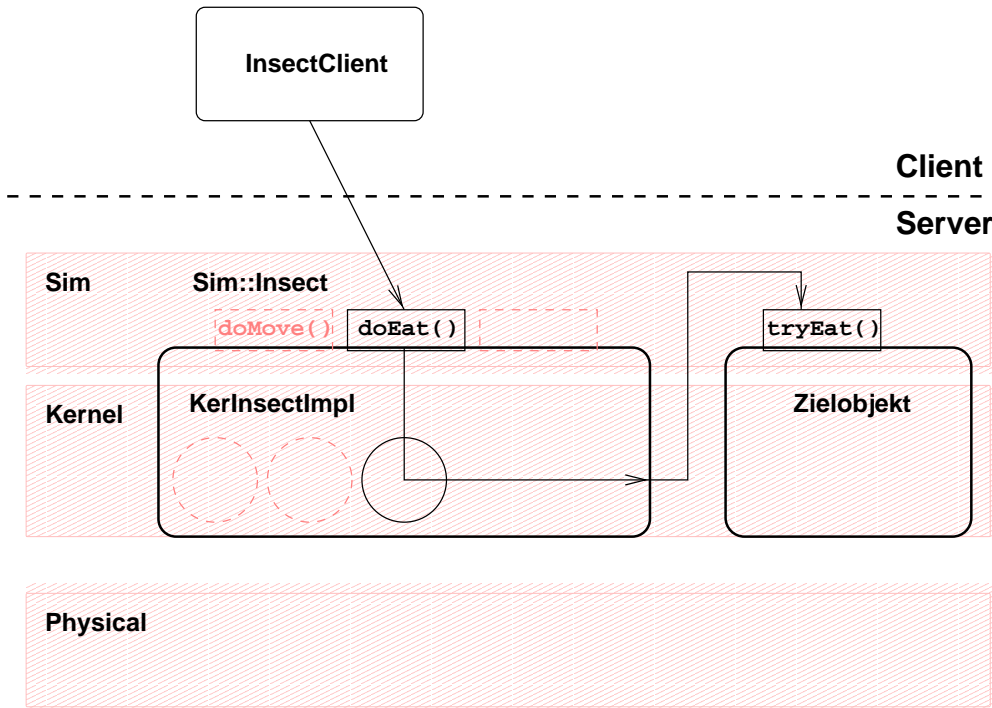 InsectClient
Client
Server
Sim
Sim::Insect
doMove()
doEat()
tryEat()
Kernel
KerInsectImpl
Zielobjekt
Physical